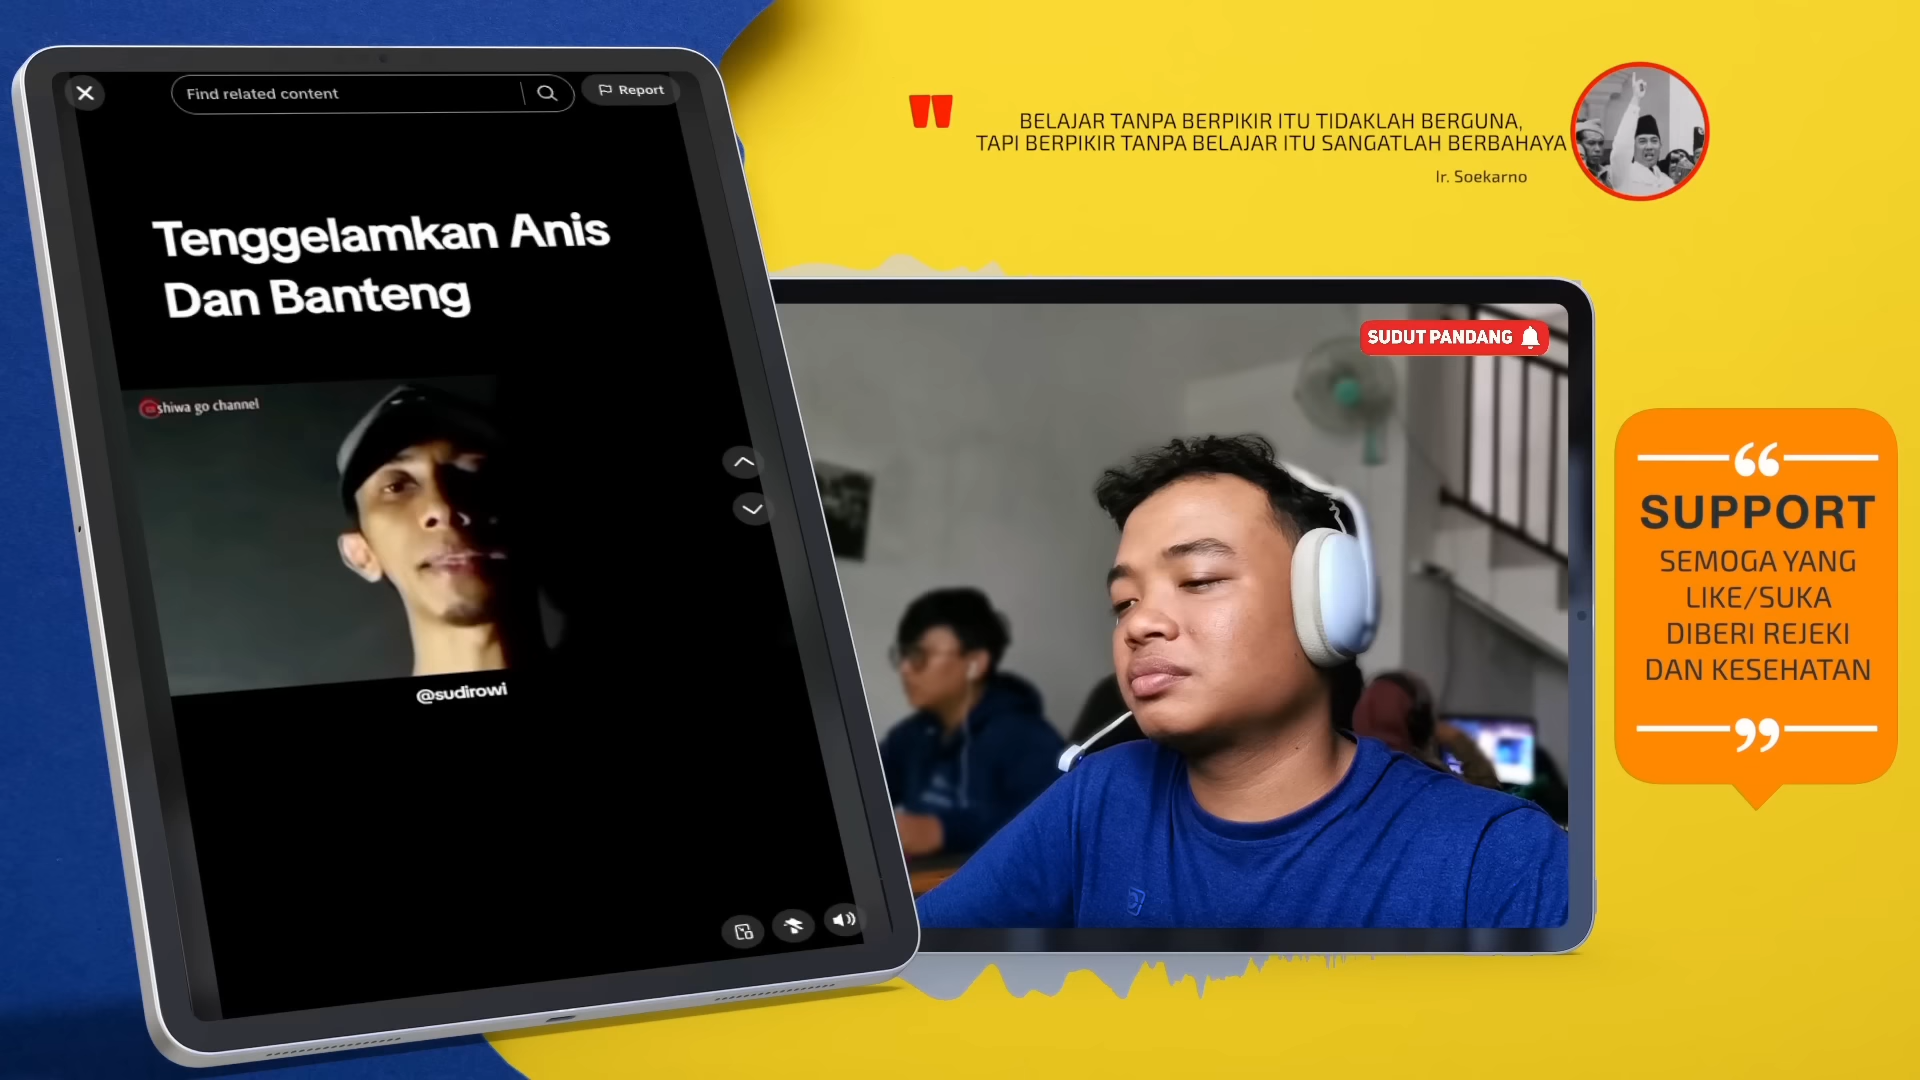 Find related content
Report
Tenggelamkan Anis
Dan Banteng
shiwa go channel
@sudirowi
BELAJAR TANPA BERPIKIR ITU TIDAKLAH BERGUNA,
TAPI BERPIKIR TANPA BELAJAR ITU SANGATLAH BERBAHAYA
Ir. Soekarno
SUDUT PANDANG
SUPPORT
SEMOGA YANG
LIKE/SUKA
DIBERI REJEKI
DAN KESEHATAN